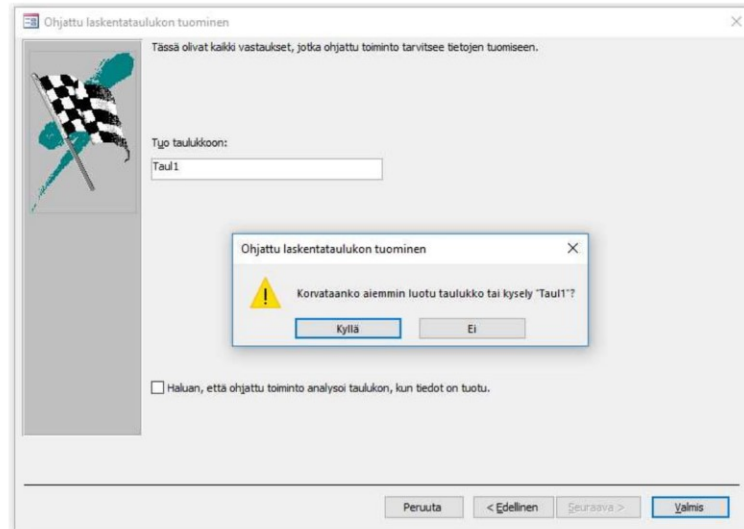 Ohjattu laskentataulukon tuominen
Tässä olivat kaikki vastaukset, jotka ohjattu toiminto tarvitsee tietojen tuomiseen.
Tuo taulukkoon:
Taul1
Ohjattu laskentataulukon tuominen
Korvataanko aiemmin luotu taulukko tai kysely "Taul1"?
Kyllä
Ei
Haluan, että ohjattu toiminto analysoi taulukon, kun tiedot on tuotu.
Peruuta
< Edellinen
Seuraava >
Valmis